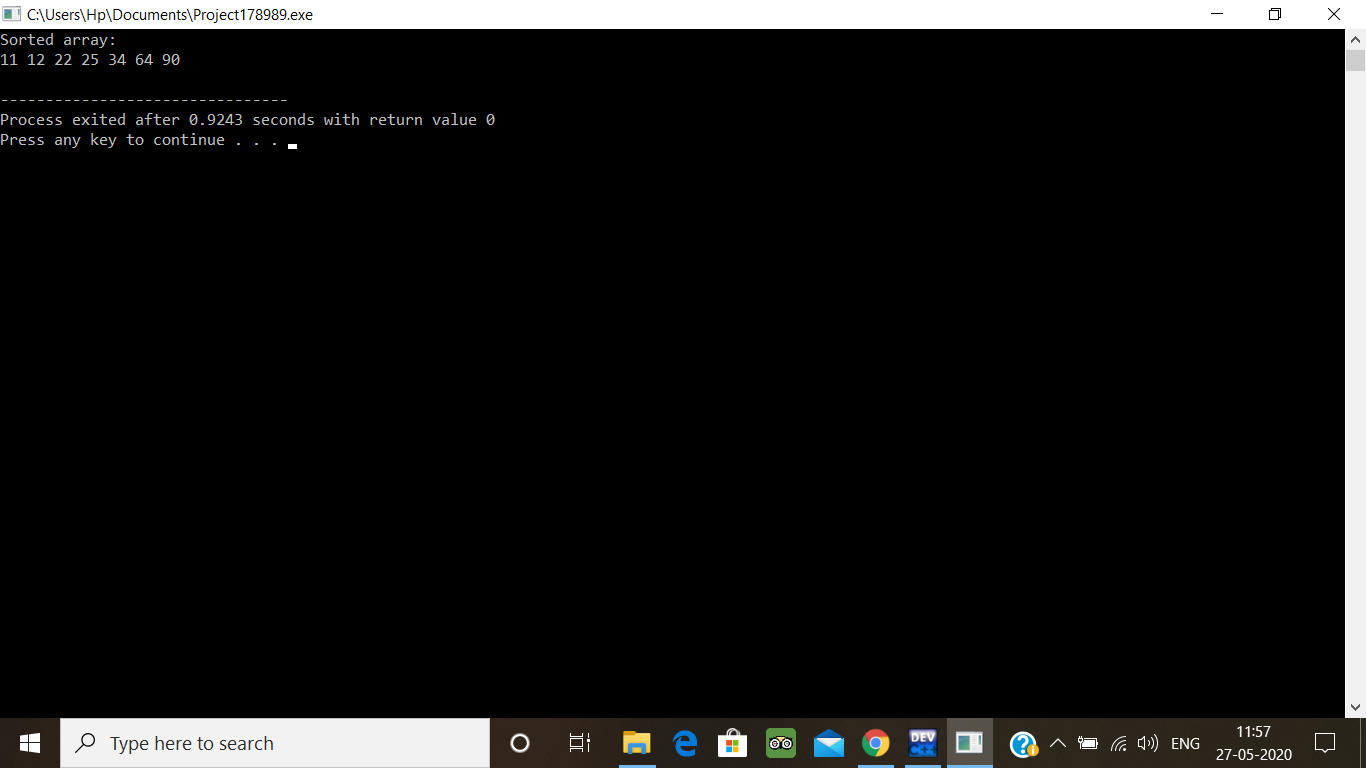 C:\Users\Hp\Documents\Project178989.exe
Sorted array:
11 12 22 25 34 64 90
--------------------------------
Process exited after 0.9243 seconds with return value 0
Press any key to continue . . .
Type here to search
DEV
C++
ENG
11:57
27-05-2020